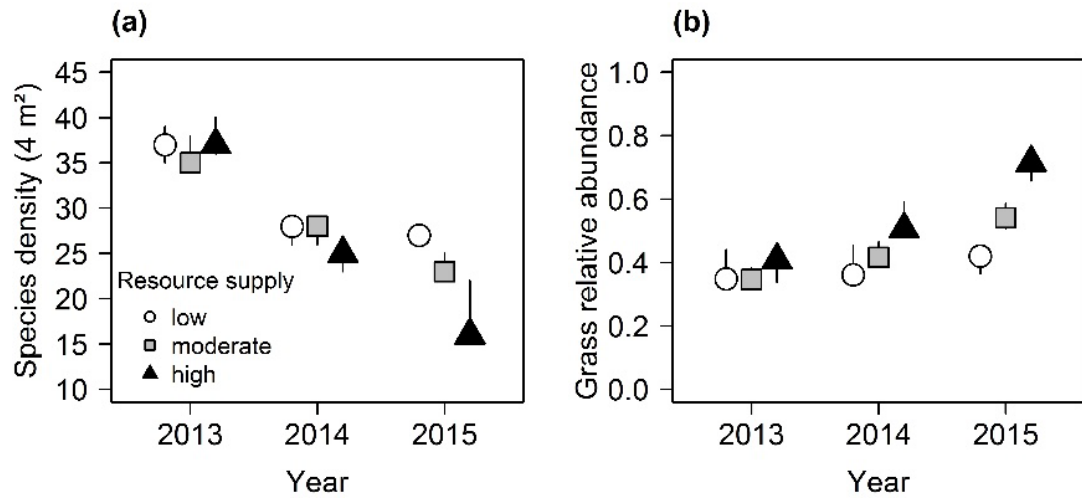 (a)
Species density (4 m²)
45
40
35
30
25
20
15
10
Resource supply
low
moderate
high
2013 2014 2015
Year
(b)
Grass relative abundance
1.0
0.8
0.6
0.4
0.2
0.0
2013 2014 2015
Year